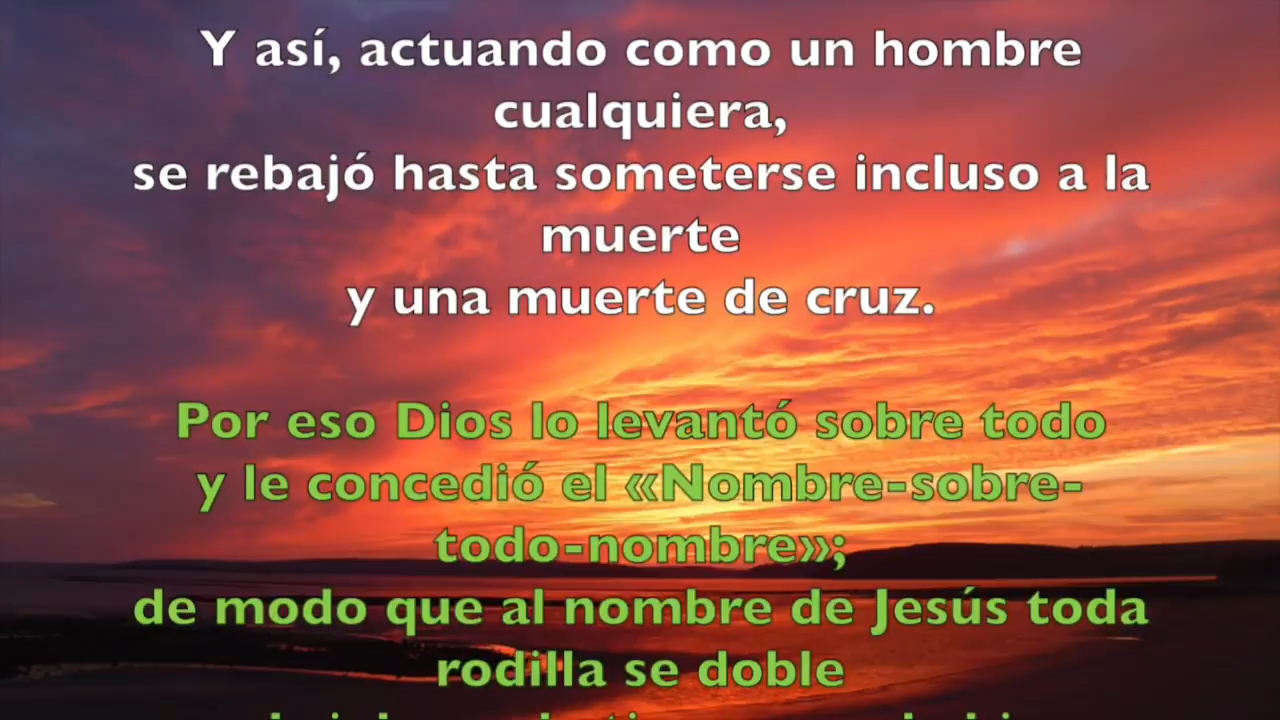 Y así, actuando como un hombre
cualquiera,
se rebajó hasta someterse incluso a la
muerte
y una muerte de cruz.
Por eso Dios lo levantó sobre todo
y le concedió el «Nombre-sobre-
todo-nombre»;
de modo que al nombre de Jesús toda
rodilla se doble